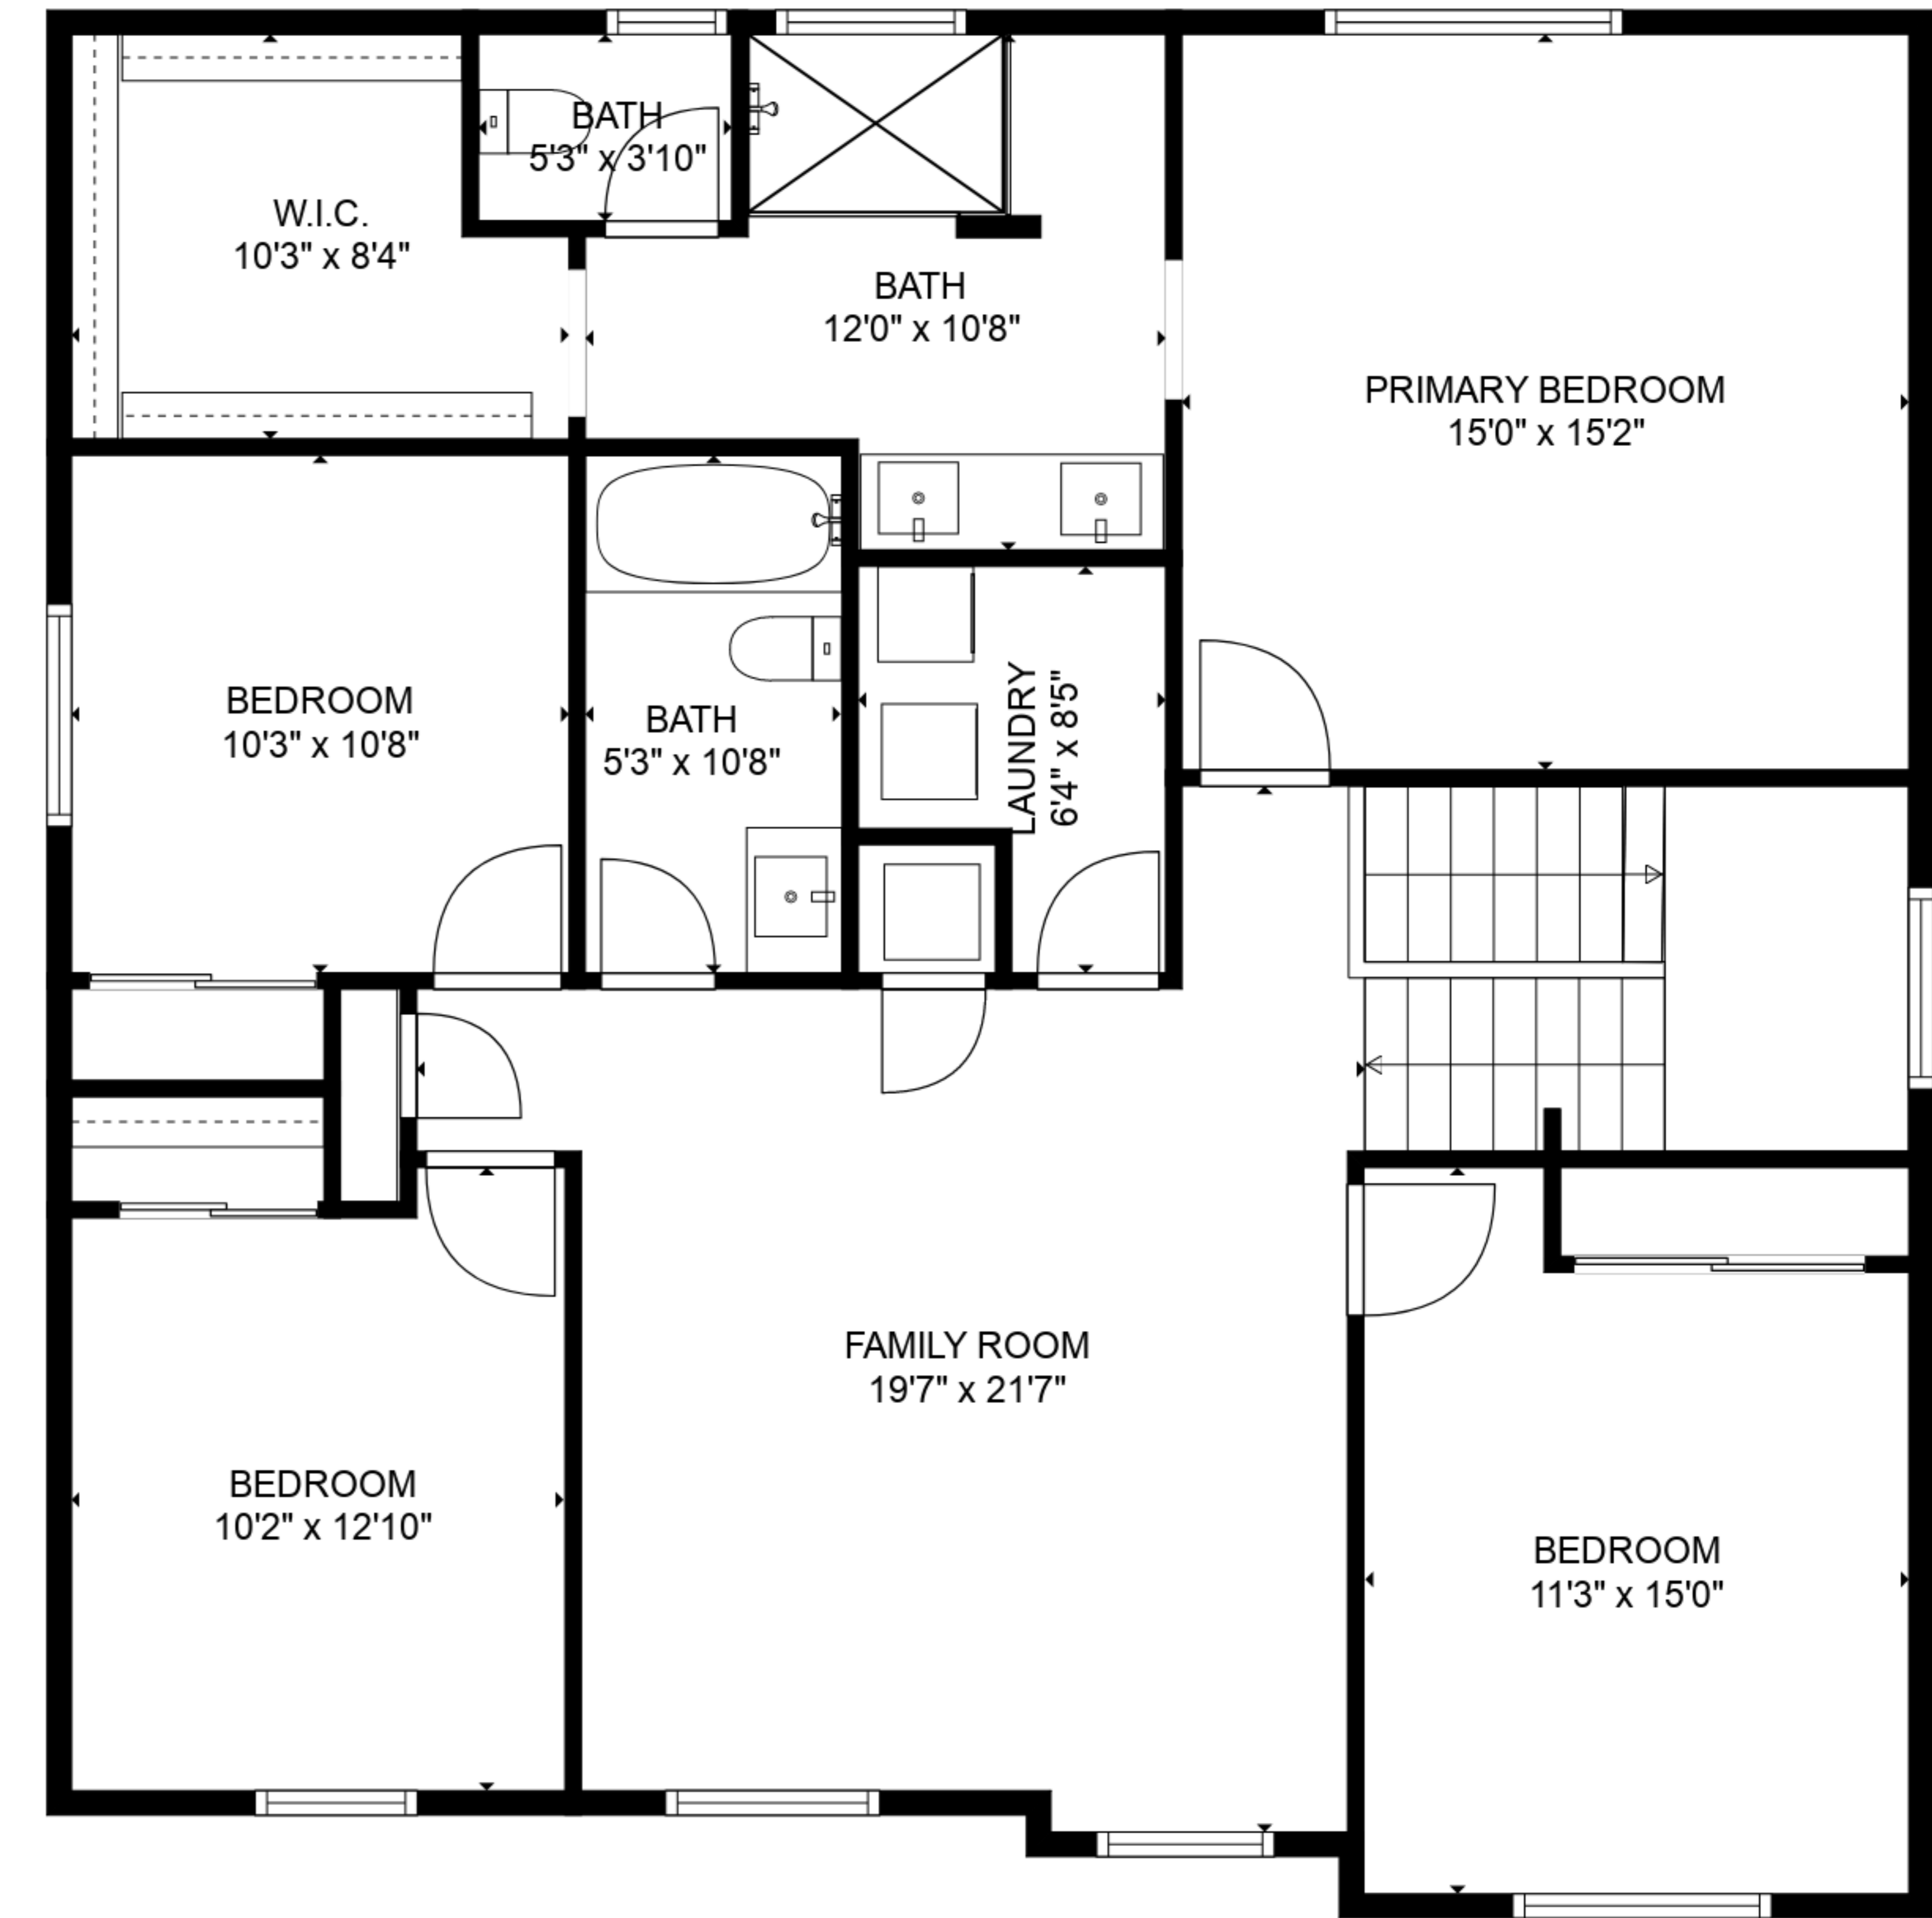 BATH
5'3" x 3'10"
W.I.C.
10'3" x 8'4"
BATH
12'0" x 10'8"
PRIMARY BEDROOM
15'0" x 15'2"
BEDROOM
10'3" x 10'8"
BATH
5'3" x 10'8"
LAUNDRY
6'4" x 8'5"
FAMILY ROOM
19'7" x 21'7"
BEDROOM
10'2" x 12'10"
BEDROOM
11'3" x 15'0"